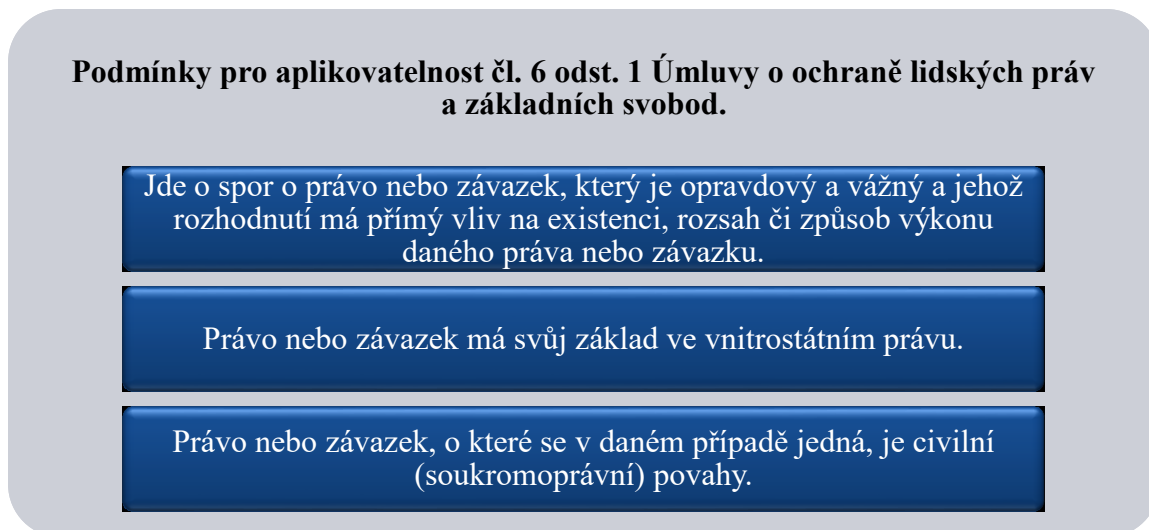 Podmínky pro aplikovatelnost čl. 6 odst. 1 Úmluvy o ochraně lidských práv
a základních svobod.
Jde o spor o právo nebo závazek, který je opravdový a vážný a jehož
rozhodnutí má přímý vliv na existenci, rozsah či způsob výkonu
daného práva nebo závazku.
Právo nebo závazek má svůj základ ve vnitrostátním právu.
Právo nebo závazek, o které se v daném případě jedná, je civilní
(soukromoprávní) povahy.